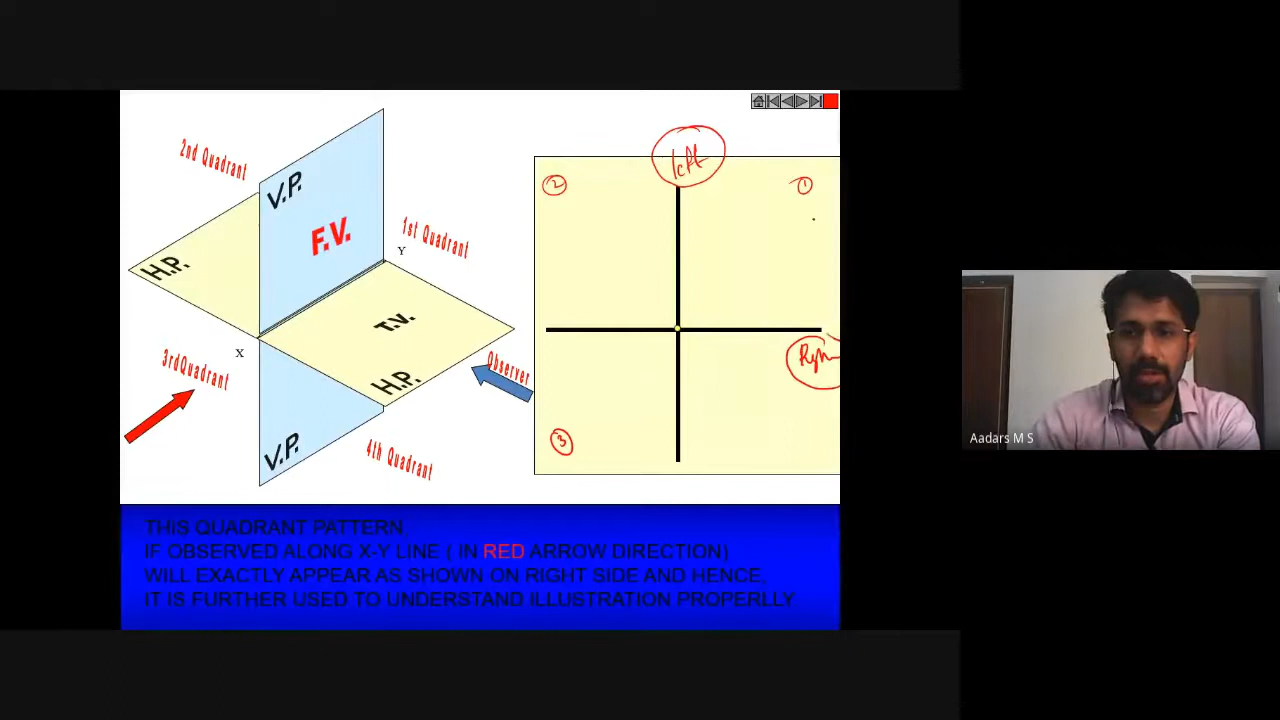 2nd Quadrant
V.P.
F.V.
1st Quadrant
Y
H.P.
T.V.
X
3rdQuadrant
H.P.
Observer
V.P.
4th Quadrant
left
②
①
③
THIS QUADRANT PATTERN,
IF OBSERVED ALONG X-Y LINE ( IN RED ARROW DIRECTION)
WILL EXACTLY APPEAR AS SHOWN ON RIGHT SIDE AND HENCE,
IT IS FURTHER USED TO UNDERSTAND ILLUSTRATION PROPERLLY
Aadars M S